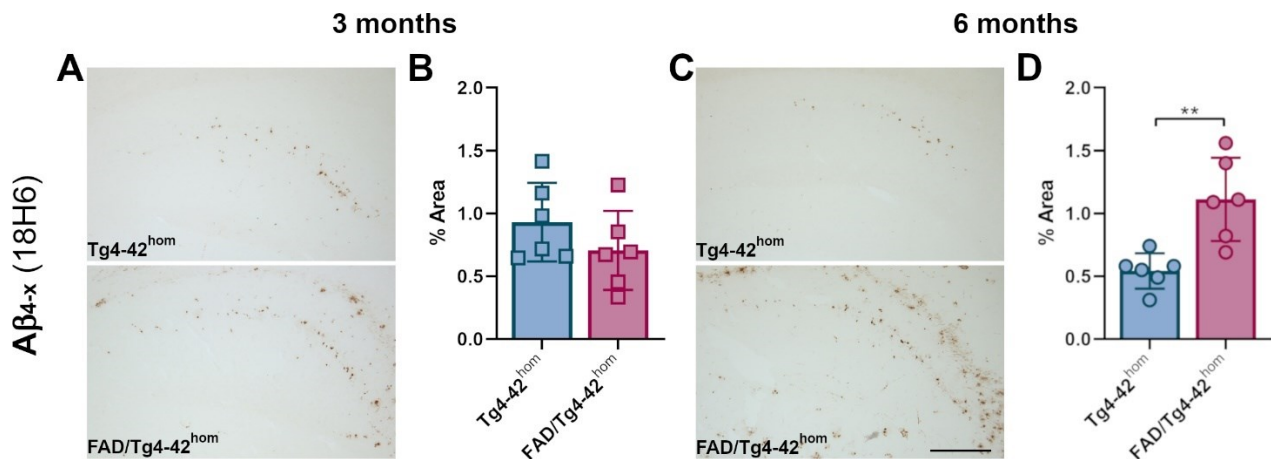 3 months
6 months
A
B
C
D
Aβ4-x (18H6)
Tg4-42hom
FAD/Tg4-42hom
% Area
2.0
1.5
1.0
0.5
0.0
Tg4-42hom
FAD/Tg4-42hom
Tg4-42hom
FAD/Tg4-42hom
% Area
2.0
1.5
1.0
0.5
0.0
**
Tg4-42hom
FAD/Tg4-42hom